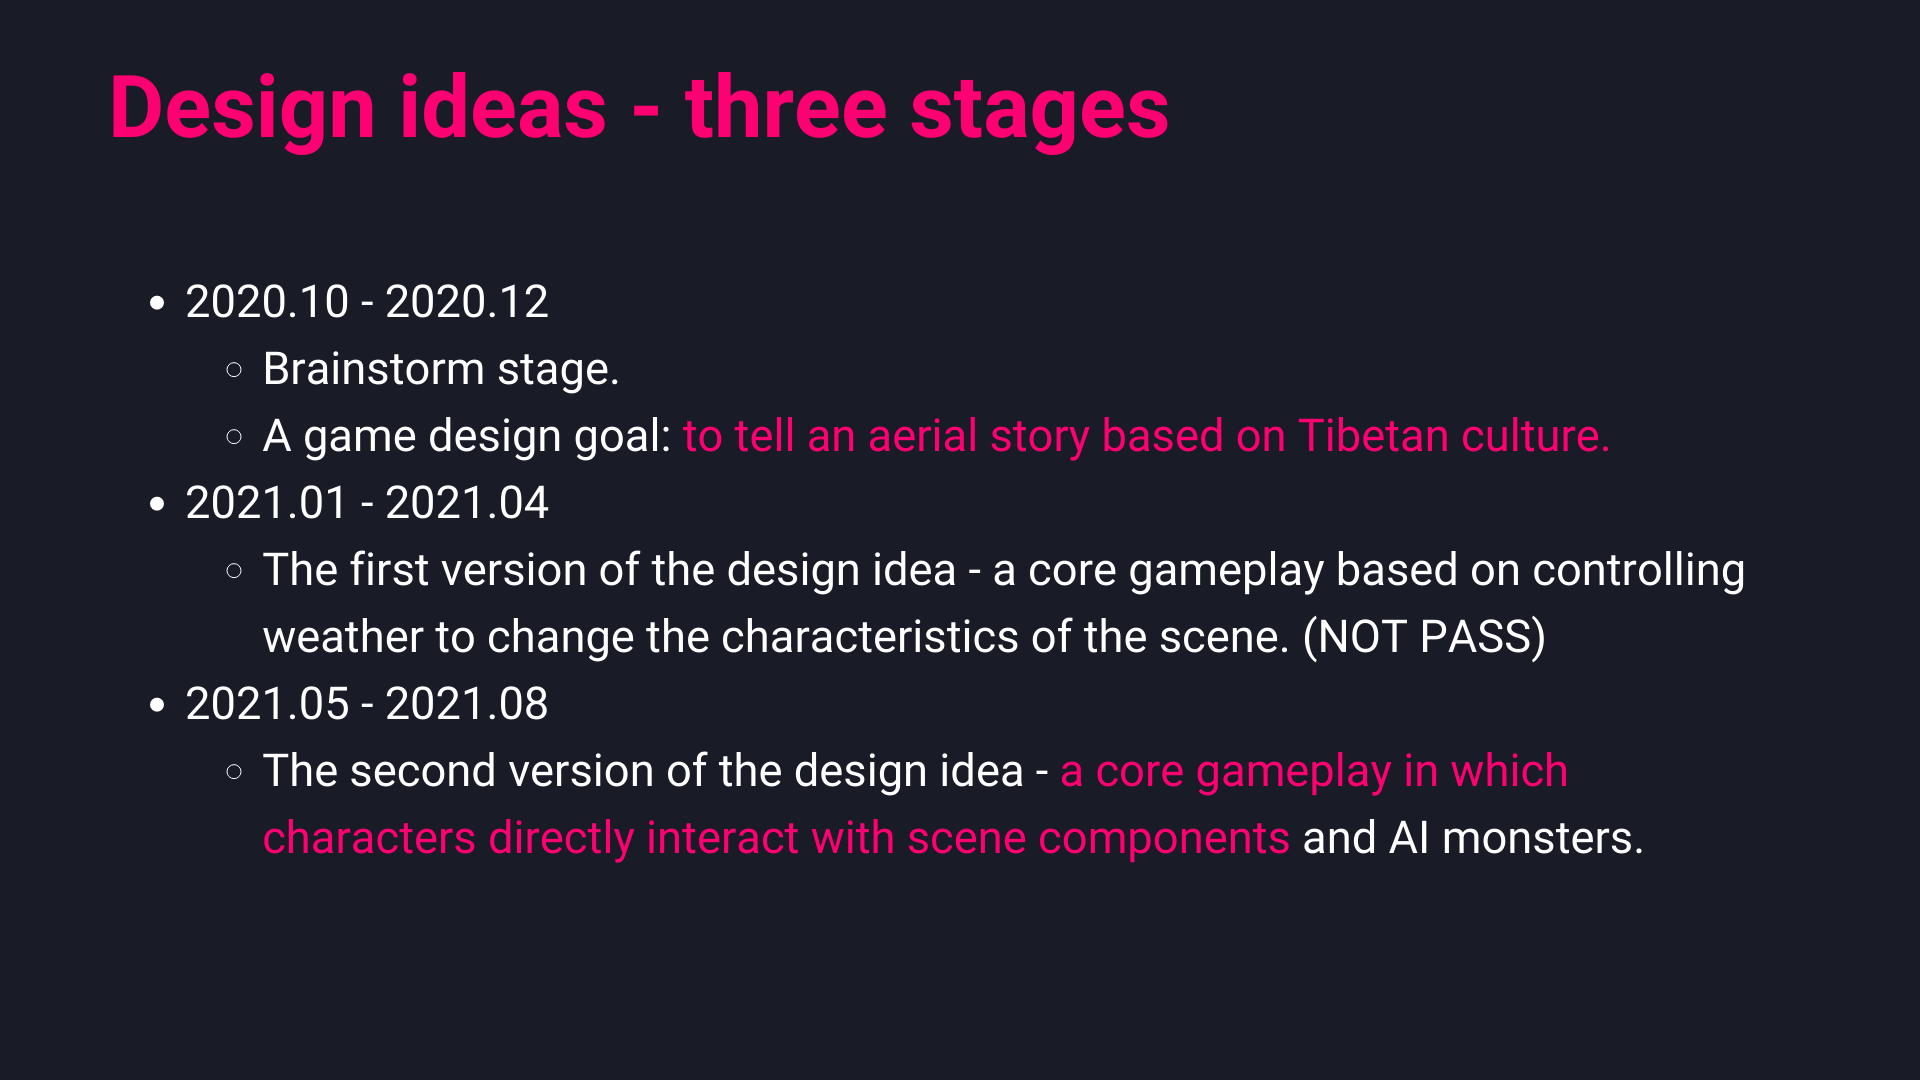 Design ideas - three stages
• 2020.10 - 2020.12
○ Brainstorm stage.
○ A game design goal: to tell an aerial story based on Tibetan culture.
• 2021.01 - 2021.04
○ The first version of the design idea - a core gameplay based on controlling
weather to change the characteristics of the scene. (NOT PASS)
• 2021.05 - 2021.08
○ The second version of the design idea - a core gameplay in which
characters directly interact with scene components and AI monsters.